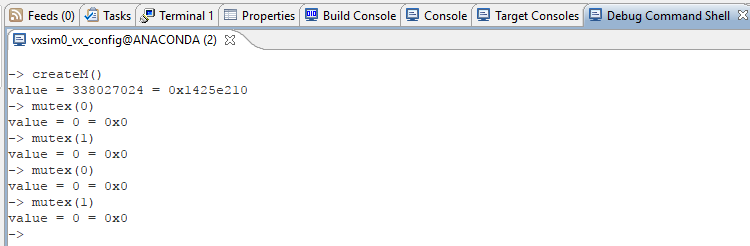 Feeds (0) Tasks Terminal 1 Properties Build Console Console Target Consoles Debug Command Shell
vxsim0_vx_config@ANACONDA (2)
-> createM()
value = 338027024 = 0x1425e210
-> mutex(0)
value = 0 = 0x0
-> mutex(1)
value = 0 = 0x0
-> mutex(0)
value = 0 = 0x0
-> mutex(1)
value = 0 = 0x0
->